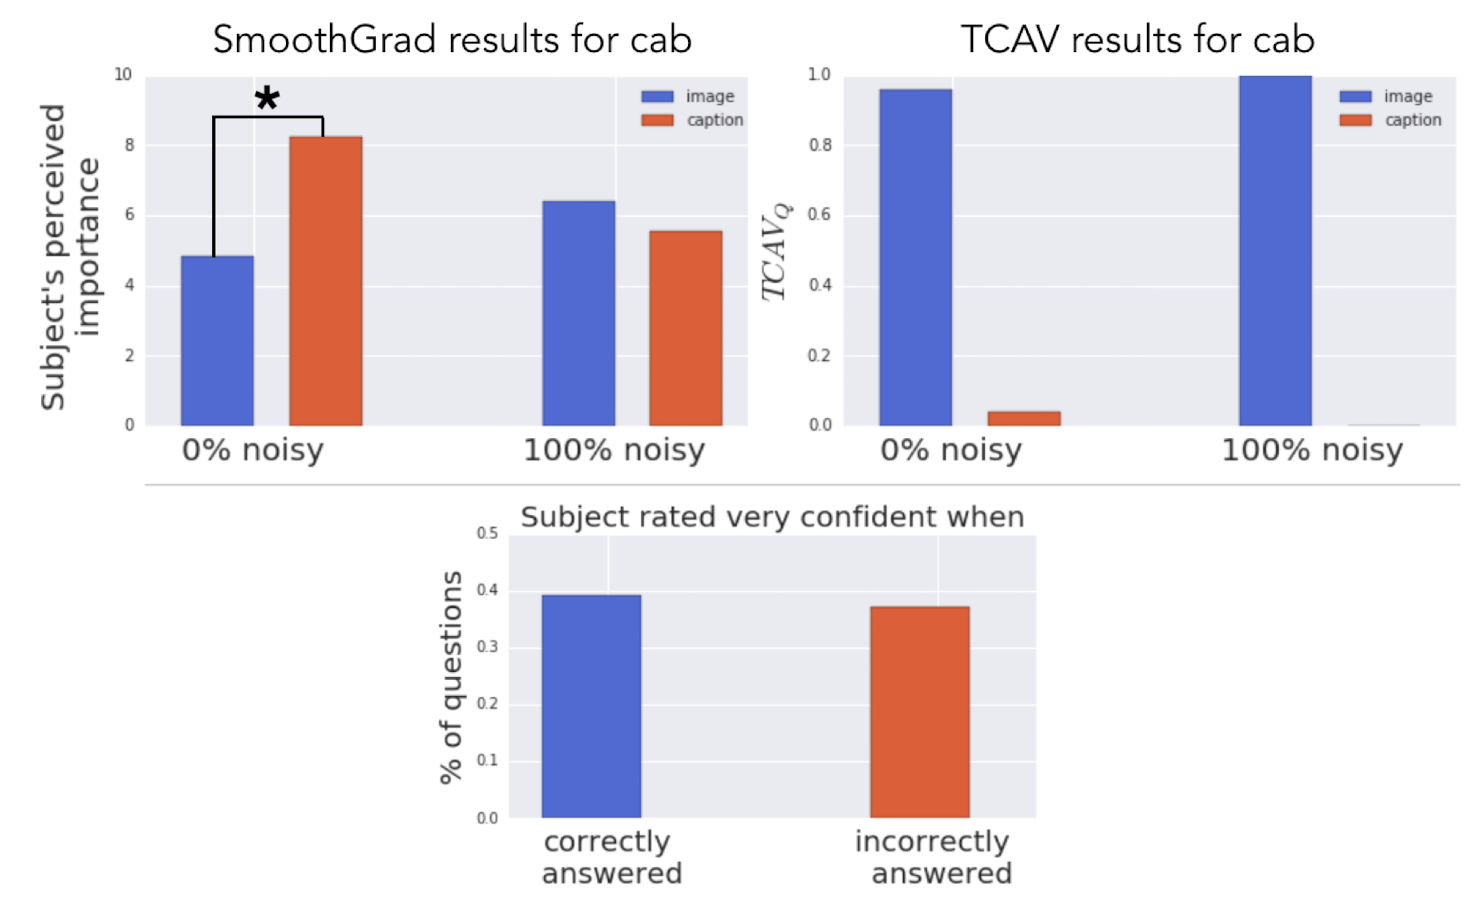 SmoothGrad results for cab
TCAV results for cab
Subject's perceived
importance
10
8
6
4
2
0
*
image
caption
0% noisy
100% noisy
TCAV_Q
1.0
0.8
0.6
0.4
0.2
0.0
image
caption
0% noisy
100% noisy
Subject rated very confident when
% of questions
0.5
0.4
0.3
0.2
0.1
0.0
correctly
answered
incorrectly
answered